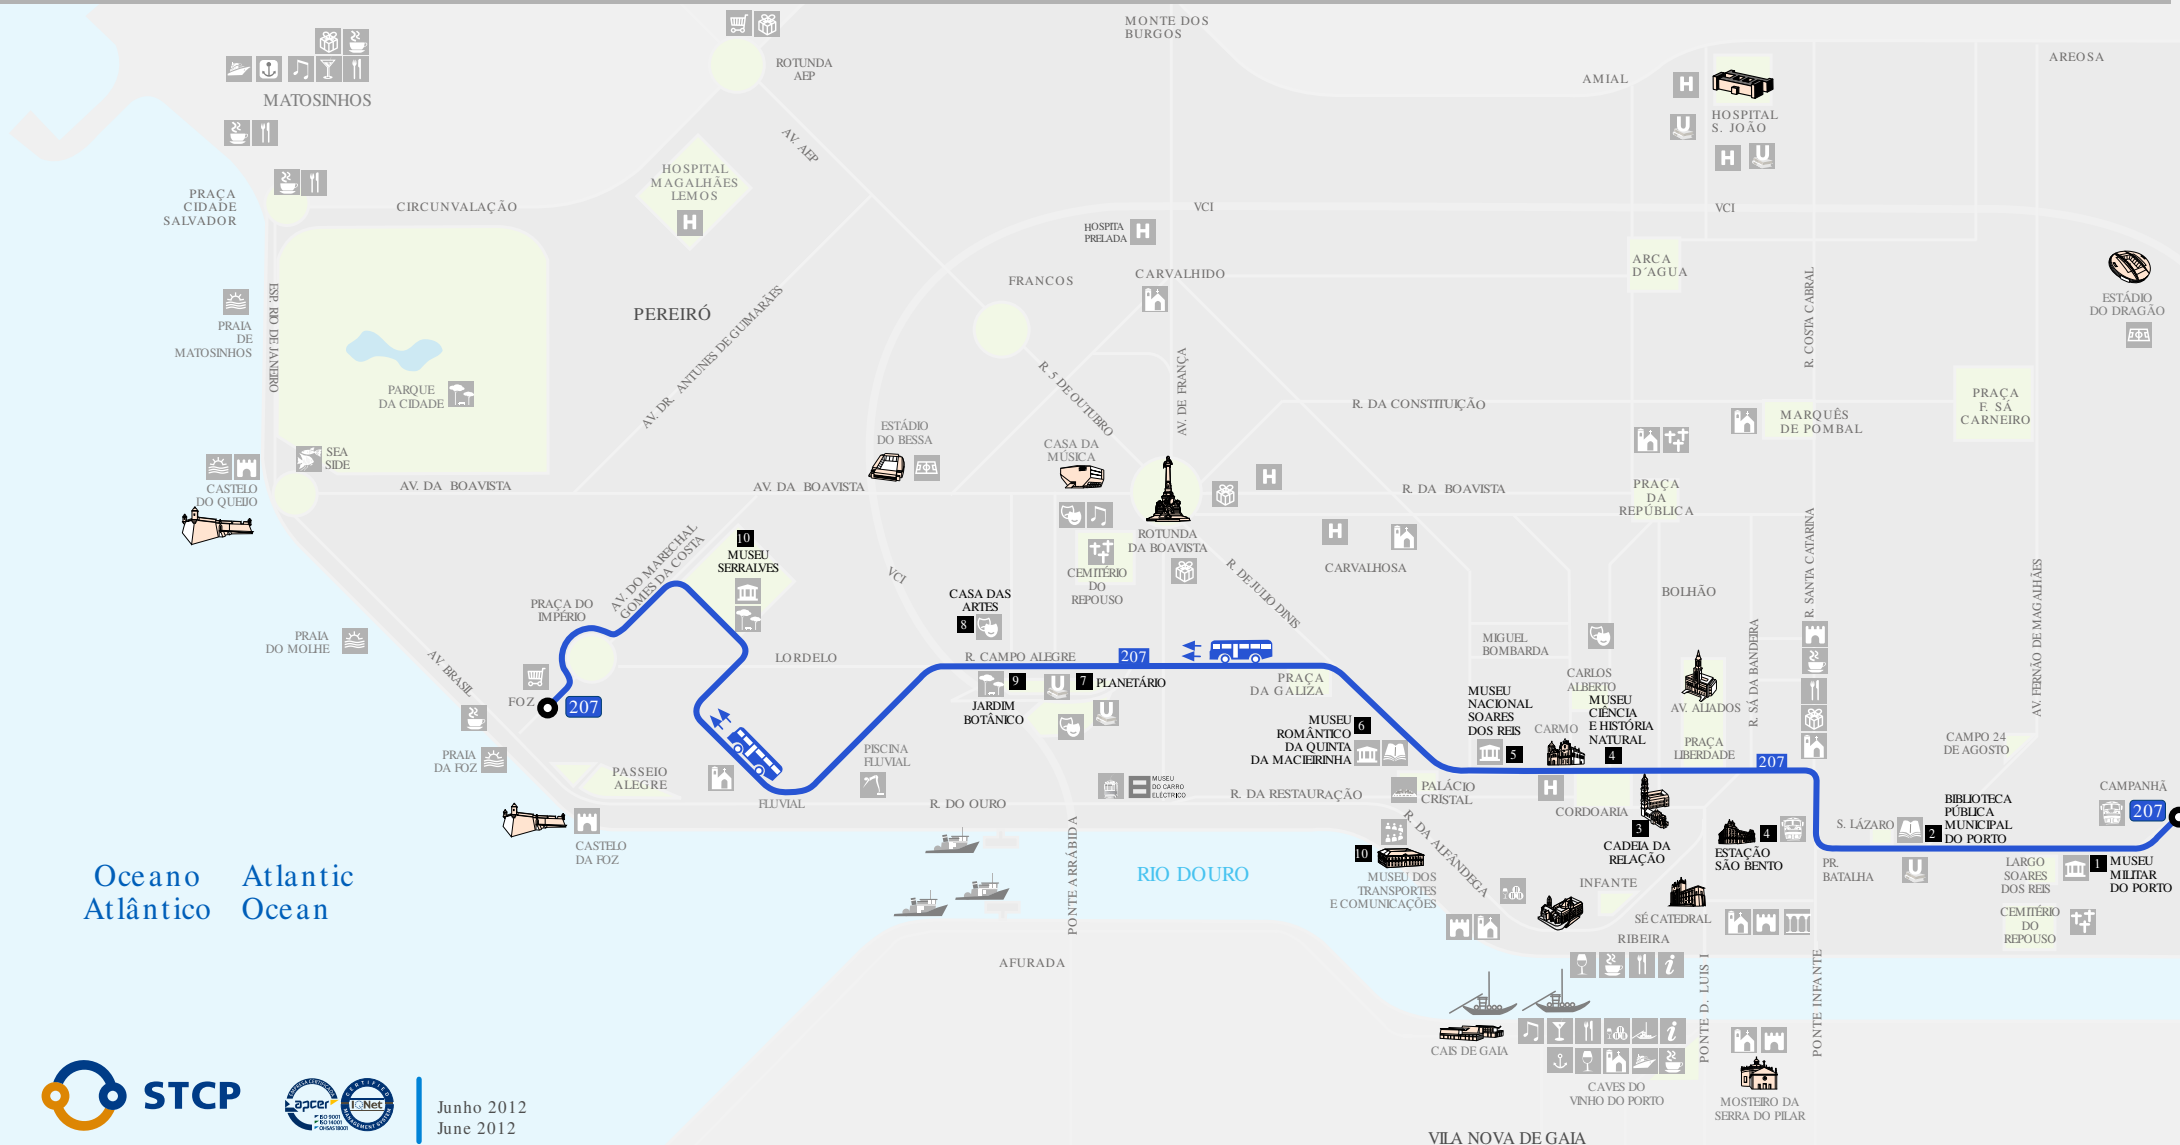 MONTE DOS
BURGOS
ROTUNDA
AEP
AREOSA
AMIAL
MATOSINHOS
HOSPITAL
S. JOÃO
AV. AEP
HOSPITAL
MAGALHÃES
LEMOS
PRAÇA
CIDADE
SALVADOR
CIRCUNVALAÇÃO
VCI
VCI
HOSPITA
PRELADA
CARVALHIDO
FRANCOS
ARCA
D´AGUA
ESTÁDIO
DO DRAGÃO
PEREIRÓ
PRAIA
DE
MATOSINHOS
ESP. RIO DE JANEIRO
AV. DR. ANTUNES DE GUIMARÃES
R. COSTA CABRAL
R. 5 DE OUTUBRO
AV. DE FRANÇA
PARQUE
DA CIDADE
R. DA CONSTITUIÇÃO
PRAÇA
F. SÁ
CARNEIRO
MARQUÊS
DE POMBAL
ESTÁDIO
DO BESSA
CASA DA
MÚSICA
SEA
SIDE
CASTELO
DO QUEIJO
AV. DA BOAVISTA
AV. DA BOAVISTA
R. DA BOAVISTA
PRAÇA
DA
REPÚBLICA
ROTUNDA
DA BOAVISTA
10
MUSEU
SERRALVES
AV. DO MARECHAL
GOMES DA COSTA
VCI
CEMITÉRIO
DO
REPOUSO
R. DE JULIO DINIS
CARVALHOSA
BOLHÃO
R. SANTA CATARINA
AV. FERNÃO DE MAGALHÃES
CASA DAS
ARTES
8
PRAÇA DO
IMPÉRIO
PRAIA
DO MOLHE
AV. BRASIL
LORDELO
R. CAMPO ALEGRE
207
MIGUEL
BOMBARDA
R. SÁ DA BANDEIRA
CARLOS
ALBERTO
9
7
PLANETÁRIO
PRAÇA
DA GALIZA
JARDIM
BOTÂNICO
FOZ
207
MUSEU
NACIONAL
SOARES
DOS REIS
5
MUSEU
CIÊNCIA
E HISTÓRIA
NATURAL
4
CARMO
AV. ALIADOS
MUSEU
ROMÂNTICO
DA QUINTA
DA MACIEIRINHA
6
PRAÇA
LIBERDADE
207
CAMPO 24
DE AGOSTO
PRAIA
DA FOZ
PASSEIO
ALEGRE
PISCINA
FLUVIAL
FLUVIAL
MUSEU
DO CARRO
ELÉCTRICO
R. DO OURO
R. DA RESTAURAÇÃO
PALÁCIO
CRISTAL
CORDOARIA
CAMPANHÃ
207
S. LÁZARO
2
BIBLIOTECA
PÚBLICA
MUNICIPAL
DO PORTO
3
CADEIA DA
RELAÇÃO
4
ESTAÇÃO
SÃO BENTO
PR.
BATALHA
LARGO
SOARES
DOS REIS
1
MUSEU
MILITAR
DO PORTO
CASTELO
DA FOZ
PONTE ARRÁBIDA
RIO DOURO
10
MUSEU DOS
TRANSPORTES
E COMUNICAÇÕES
R. DA ALFÂNDEGA
INFANTE
SÉ CATEDRAL
RIBEIRA
CEMITÉRIO
DO
REPOUSO
Oceano
Atlântico
Atlantic
Ocean
AFURADA
PONTE D. LUIS I
PONTE INFANTE
CAIS DE GAIA
CAVES DO
VINHO DO PORTO
MOSTEIRO DA
SERRA DO PILAR
VILA NOVA DE GAIA
STCP
apcer
IQNet
CERTIFIED
Junho 2012
June 2012